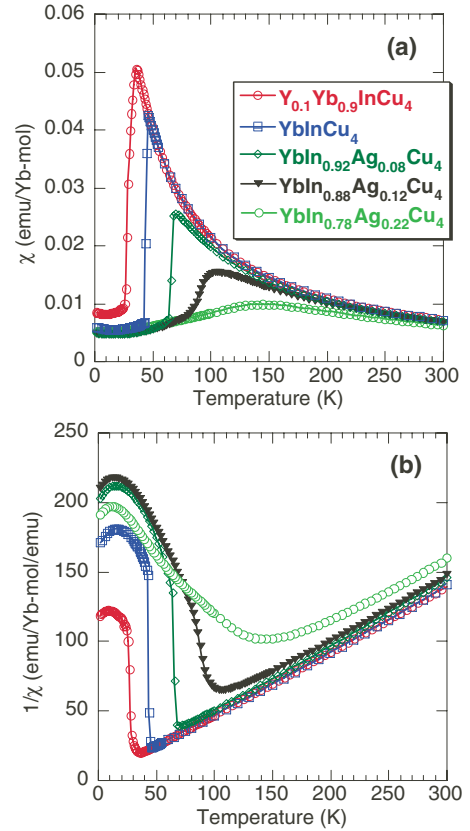 (a)
0.06
0.05
0.04
0.03
0.02
0.01
0
χ (emu/Yb-mol)
Y0.1Yb0.9InCu4
YbInCu4
YbIn0.92Ag0.08Cu4
YbIn0.88Ag0.12Cu4
YbIn0.78Ag0.22Cu4
0 50 100 150 200 250 300
Temperature (K)
(b)
250
200
150
100
50
0
1/χ (emu/Yb-mol/emu)
0 50 100 150 200 250 300
Temperature (K)